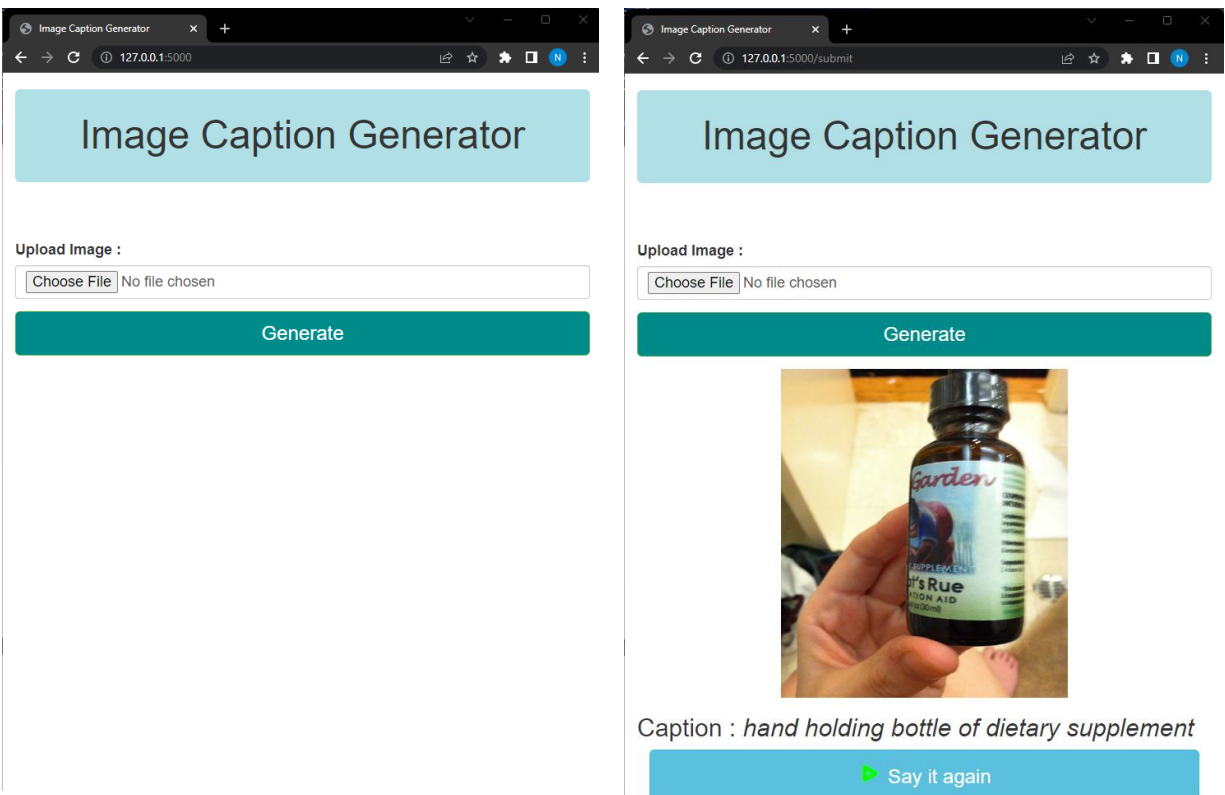 Image Caption Generator
127.0.0.1:5000
N
Image Caption Generator
Upload Image :
Choose File No file chosen
Generate
Image Caption Generator
127.0.0.1:5000/submit
N
Image Caption Generator
Upload Image :
Choose File No file chosen
Generate
Garden
SUPPLEMENT
t's Rue
ATION AID
(30ml)
Caption : hand holding bottle of dietary supplement
Say it again